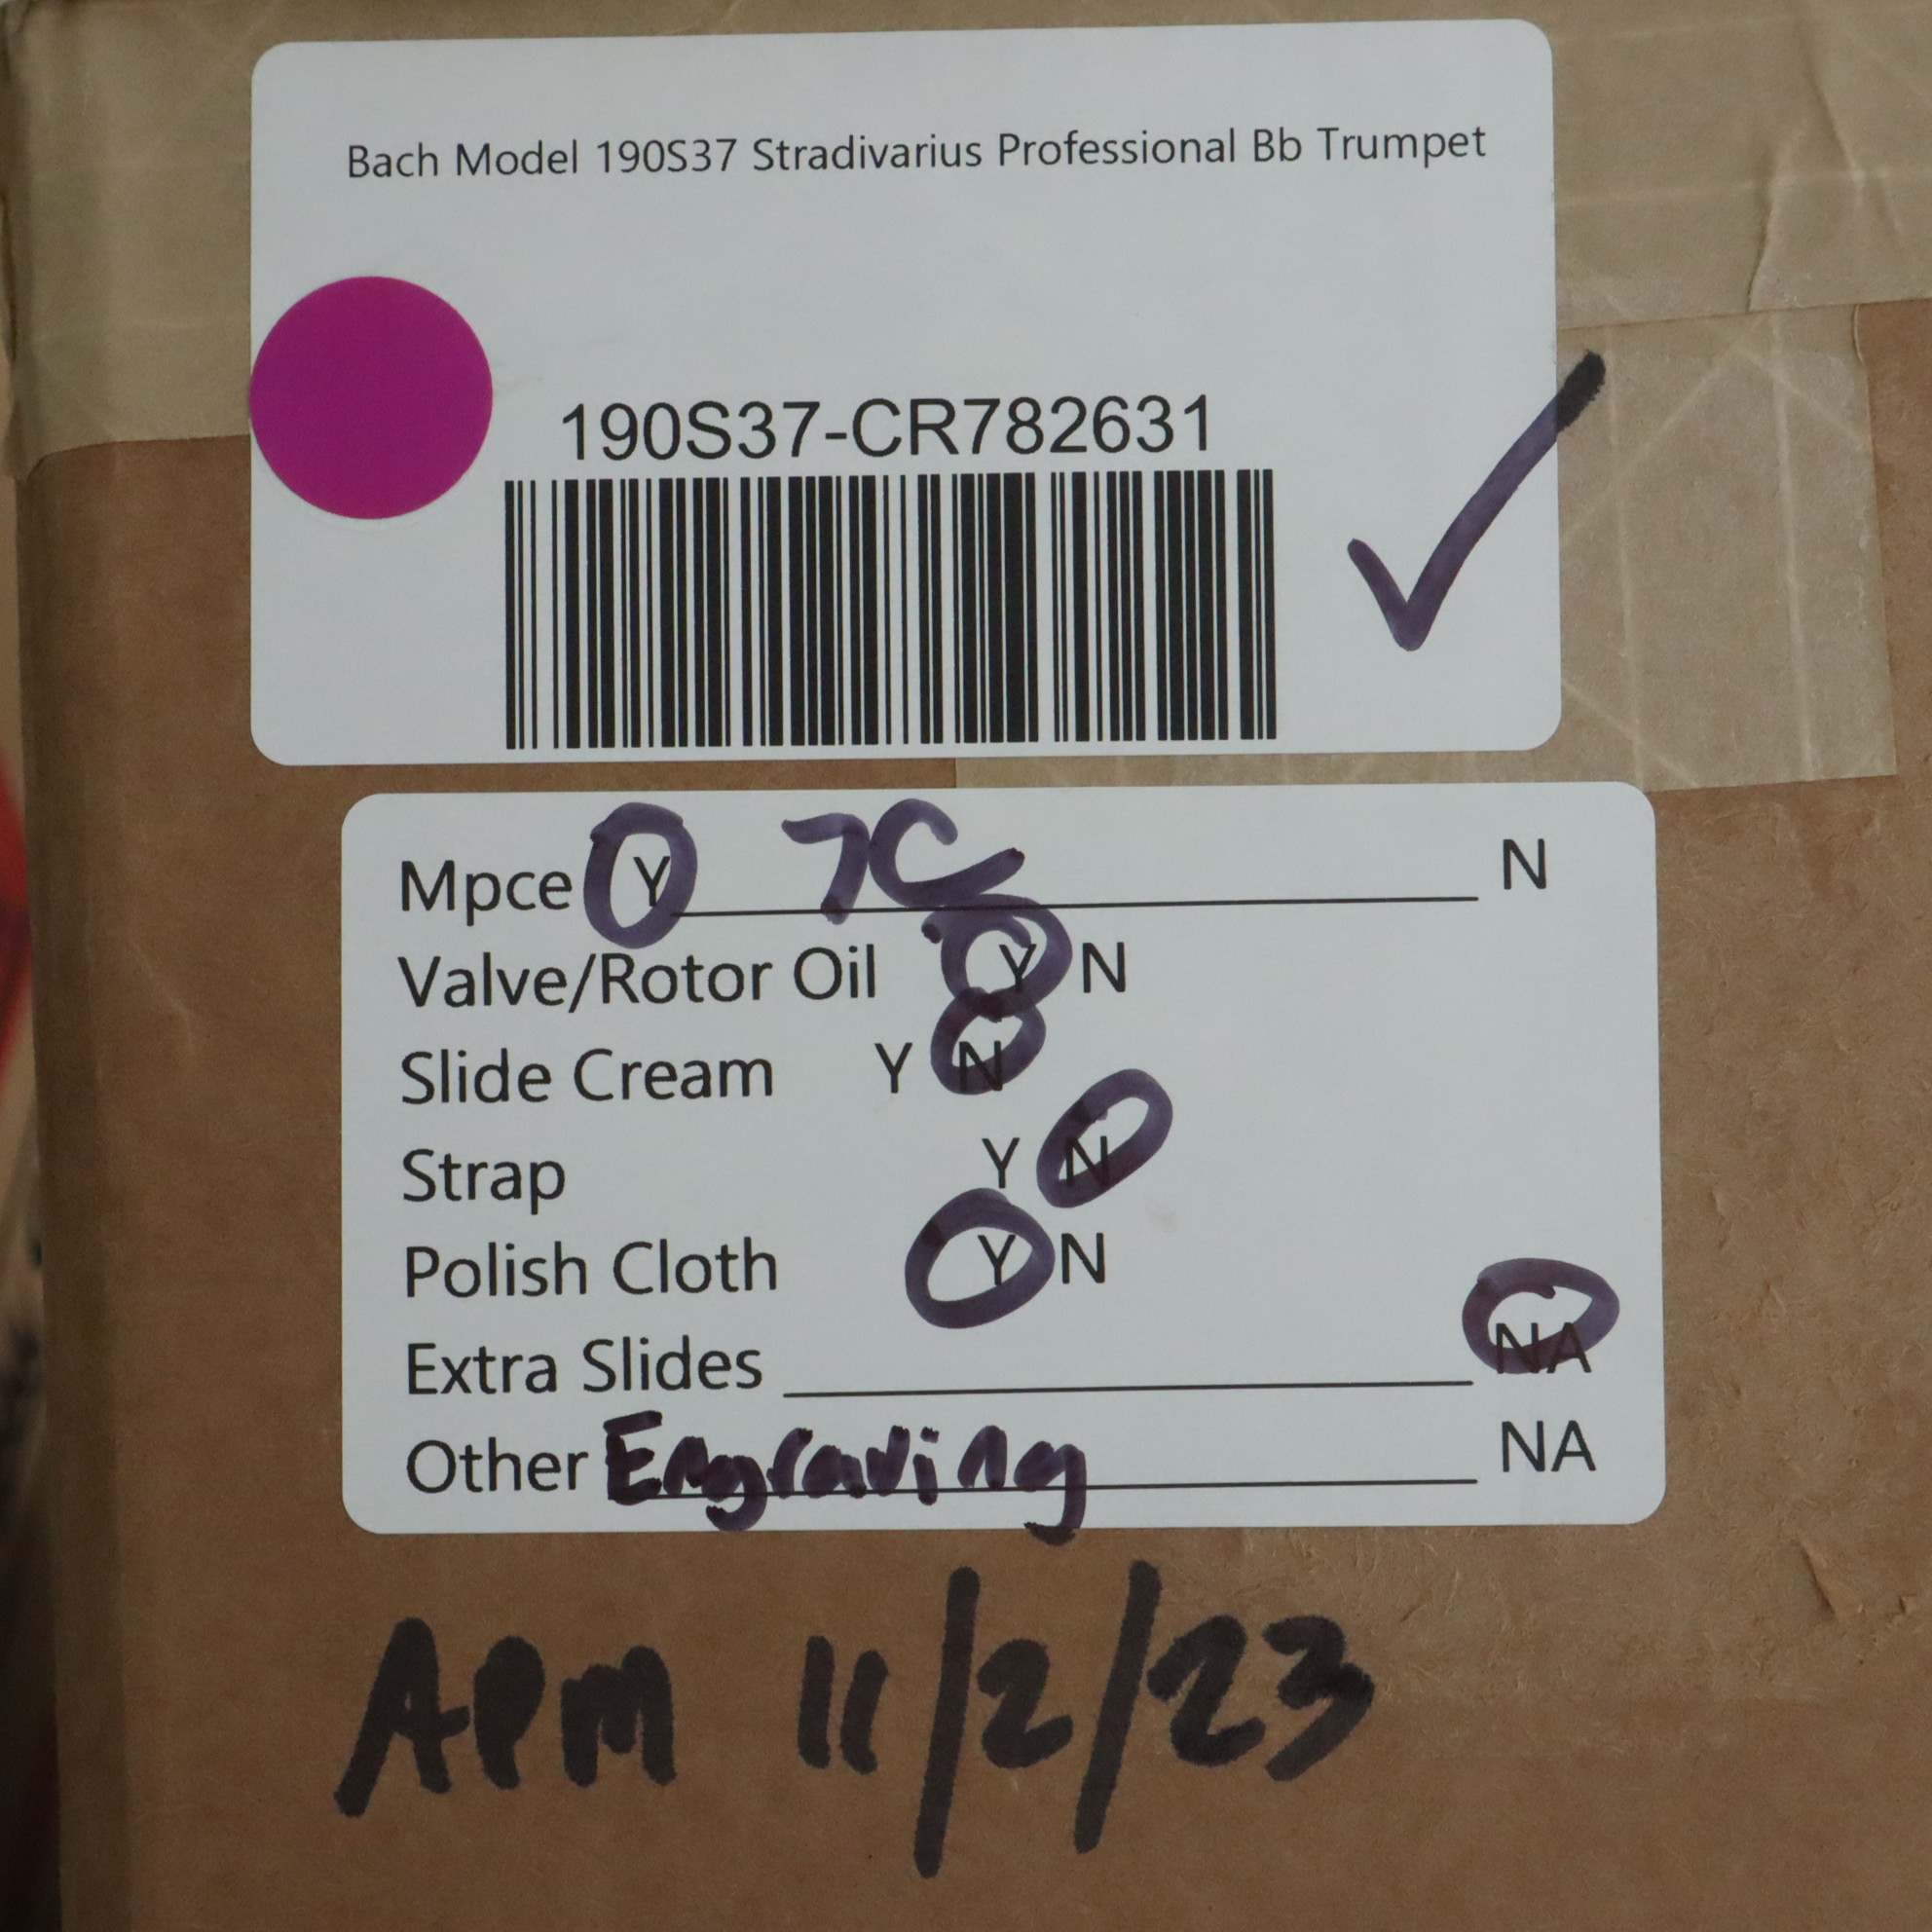 Bach Model 190S37 Stradivarius Professional Bb Trumpet
190S37-CR782631
Mpce Y 7C N
Valve/Rotor Oil Y N
Slide Cream Y N
Strap Y N
Polish Cloth Y N
Extra Slides NA
Other Engraving NA
APM 11/2/23